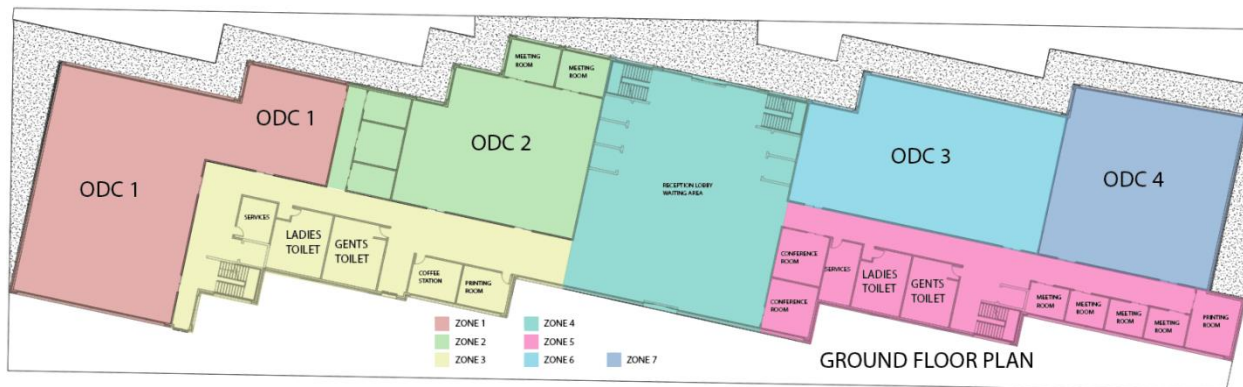 MEETING
ROOM
MEETING
ROOM
ODC 1
ODC 1
ODC 2
ODC 3
ODC 4
RECEPTION LOBBY
WAITING AREA
SERVICES
LADIES
TOILET
GENTS
TOILET
COFFEE
STATION
PRINTING
ROOM
CONFERENCE
ROOM
CONFERENCE
ROOM
SERVICES
LADIES
TOILET
GENTS
TOILET
MEETING
ROOM
MEETING
ROOM
MEETING
ROOM
MEETING
ROOM
PRINTING
ROOM
ZONE 1
ZONE 2
ZONE 3
ZONE 4
ZONE 5
ZONE 6
ZONE 7
GROUND FLOOR PLAN